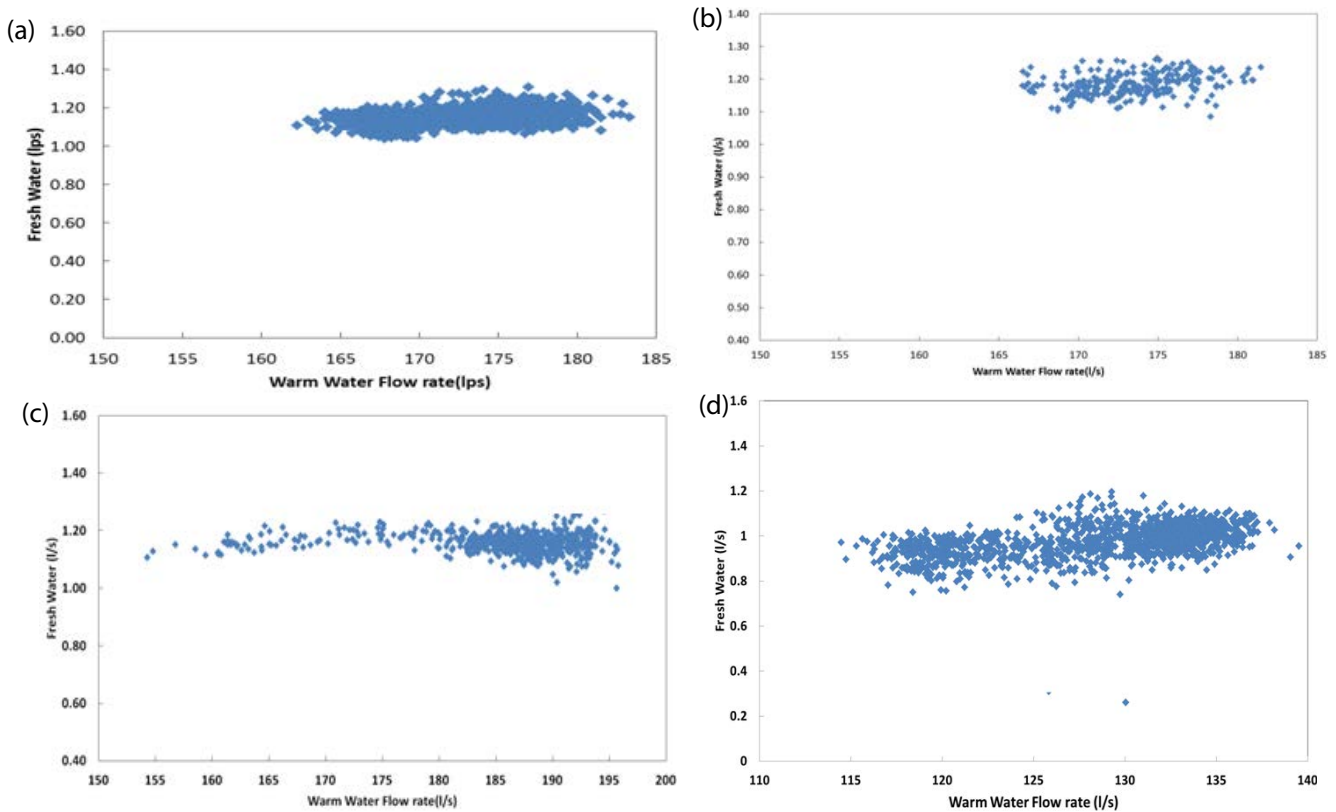 (a)
1.60
1.40
1.20
1.00
0.80
0.60
0.40
0.20
0.00
Fresh Water (lps)
150 155 160 165 170 175 180 185
Warm Water Flow rate(lps)
(b)
1.40
1.30
1.20
1.10
1.00
0.90
0.80
0.70
0.60
0.50
0.40
Fresh Water (l/s)
150 155 160 165 170 175 180 185
Warm Water Flow rate(l/s)
(c)
1.60
1.40
1.20
1.00
0.80
0.60
0.40
Fresh Water (l/s)
150 155 160 165 170 175 180 185 190 195 200
Warm Water Flow rate(l/s)
(d)
1.6
1.4
1.2
1
0.8
0.6
0.4
0.2
0
Fresh Water (l/s)
110 115 120 125 130 135 140
Warm Water Flow rate (l/s)